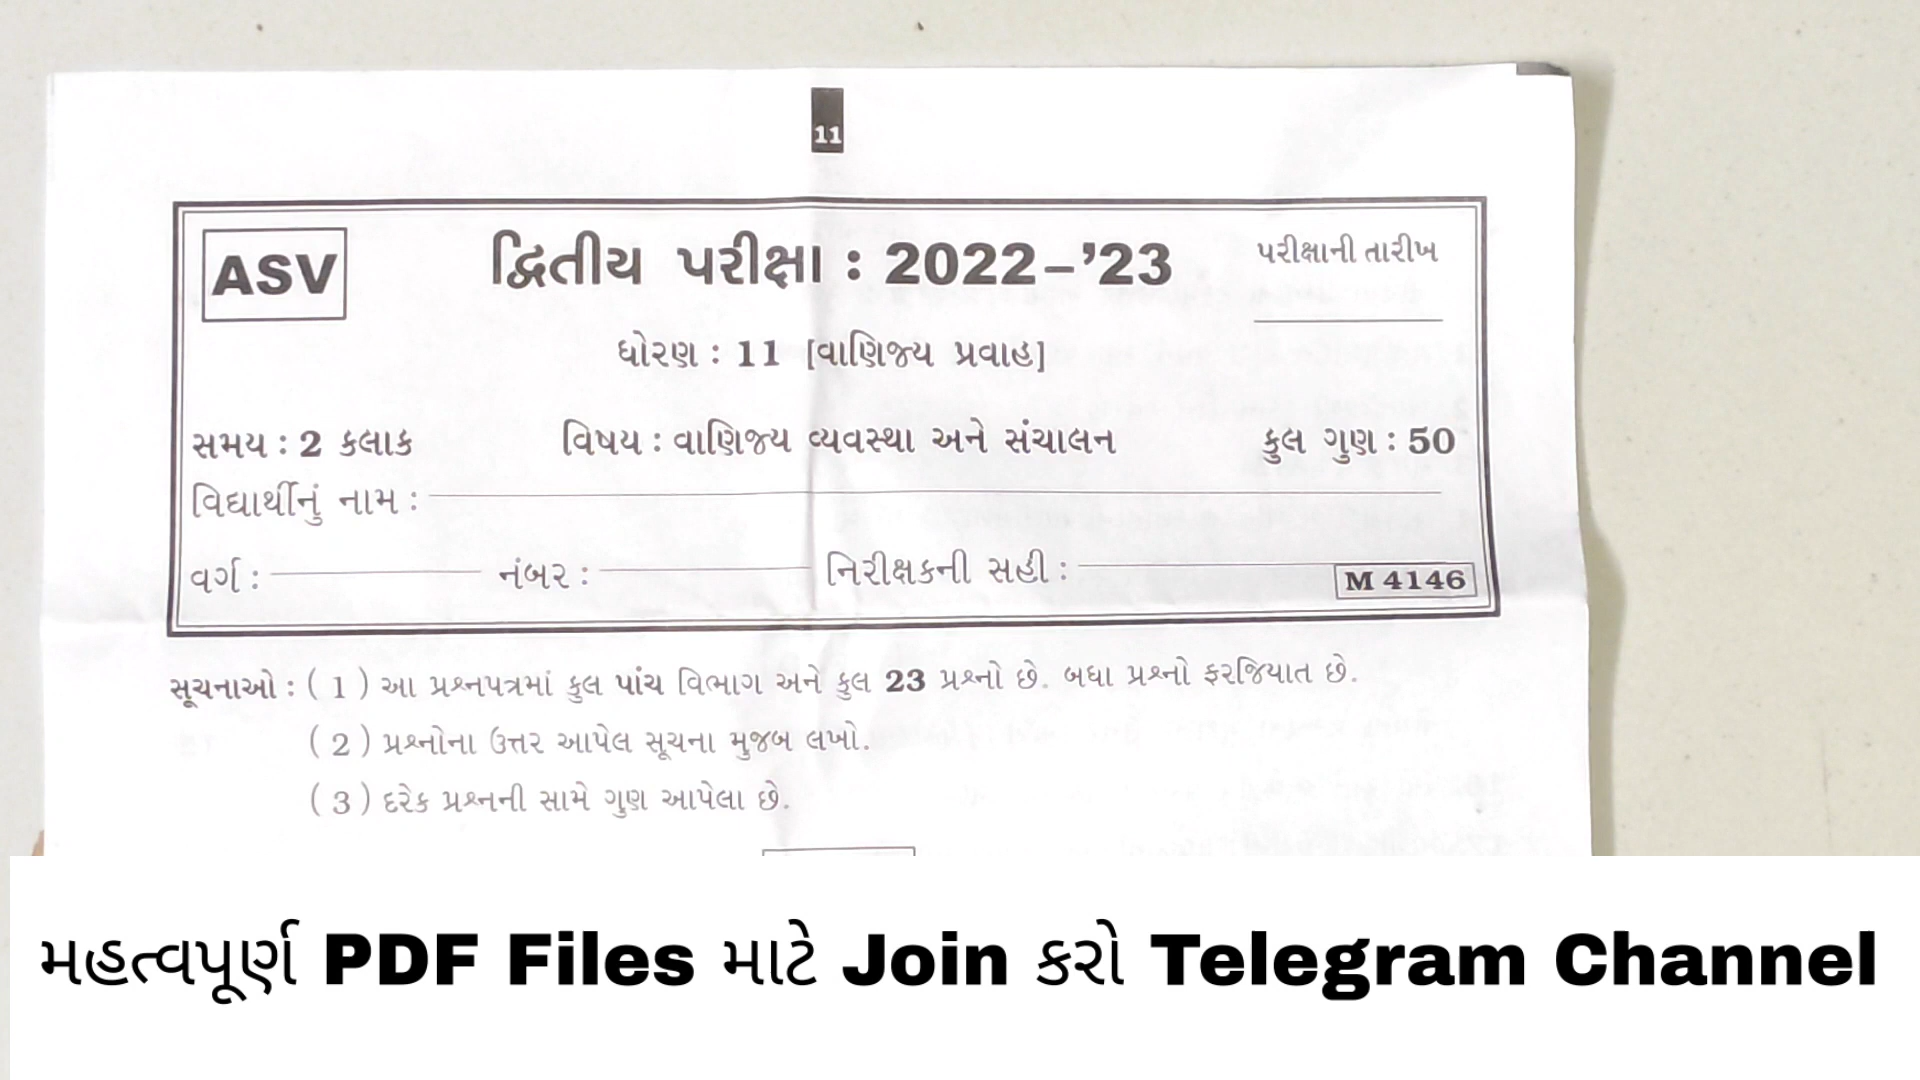 11
ASV
દ્વિતીય પરીક્ષા : 2022-'23
પરીક્ષાની તારીખ
ધોરણ : 11 [વાણિજ્ય પ્રવાહ]
સમય : 2 કલાક વિષય : વાણિજ્ય વ્યવસ્થા અને સંચાલન કુલ ગુણ : 50
વિદ્યાર્થીનું નામ :
વર્ગ : નંબર : નિરીક્ષકની સહી :
M 4146
સૂચનાઓ : ( 1 ) આ પ્રશ્નપત્રમાં કુલ પાંચ વિભાગ અને કુલ 23 પ્રશ્નો છે. બધા પ્રશ્નો ફરજિયાત છે.
( 2 ) પ્રશ્નોના ઉત્તર આપેલ સૂચના મુજબ લખો.
( 3 ) દરેક પ્રશ્નની સામે ગુણ આપેલા છે.
મહત્વપૂર્ણ PDF Files માટે Join કરો Telegram Channel